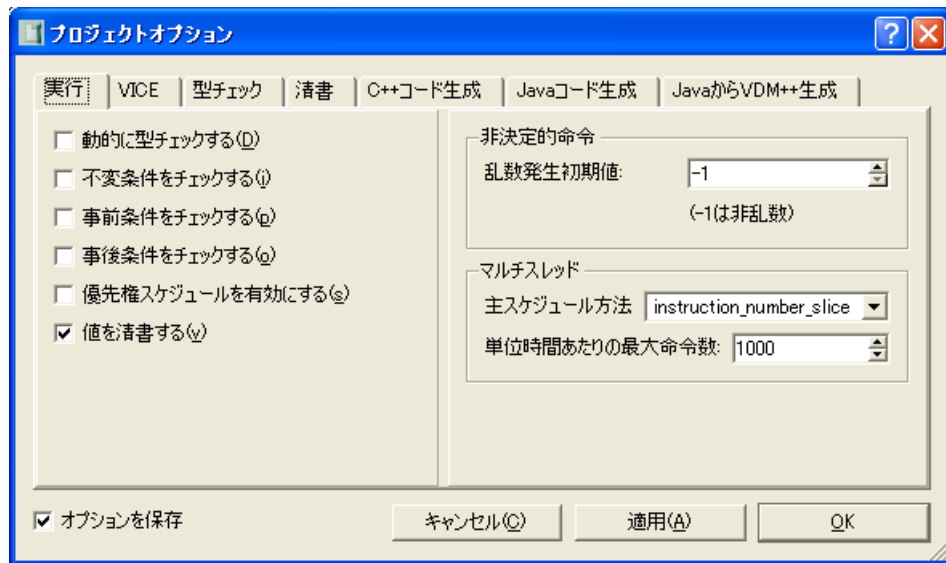 プロジェクトオプション
実行 VICE 型チェック 清書 C++コード生成 Javaコード生成 JavaからVDM++生成
動的に型チェックする(D)
不変条件をチェックする(i)
事前条件をチェックする(p)
事後条件をチェックする(o)
優先権スケジュールを有効にする(s)
値を清書する(v)
非決定的命令
乱数発生初期値: -1
(-1は非乱数)
マルチスレッド
主スケジュール方法 instruction_number_slice
単位時間あたりの最大命令数: 1000
オプションを保存 キャンセル(C) 適用(A) OK